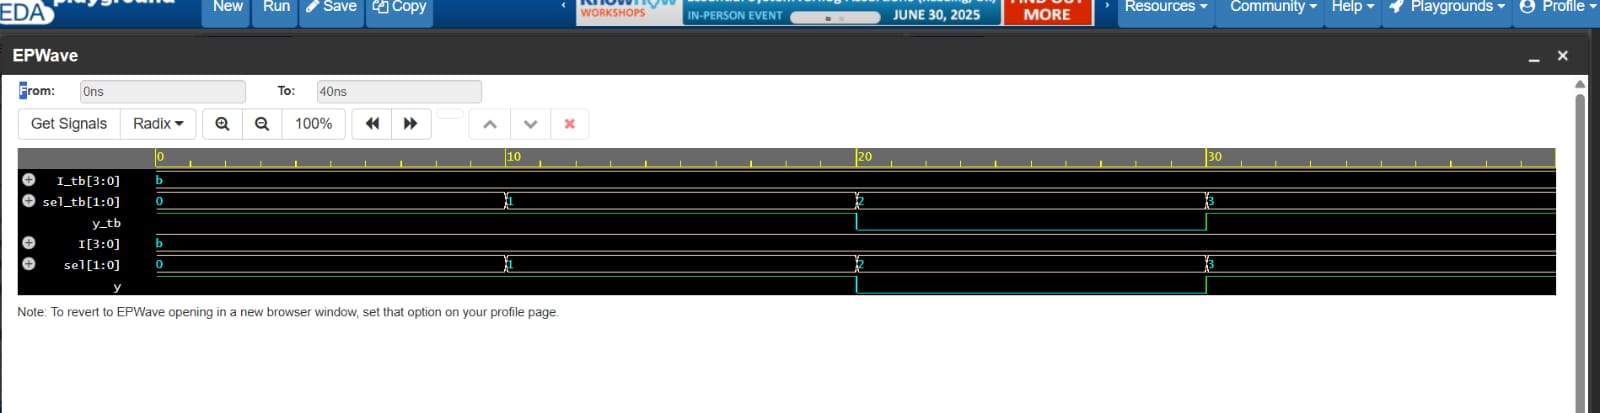 EDA playground
New Run Save Copy
KnowHow WORKSHOPS
IN-PERSON EVENT JUNE 30, 2025
FIND OUT MORE
Resources Community Help Playgrounds Profile
EPWave
From: 0ns To: 40ns
Get Signals Radix 100%
0 10 20 30
I_tb[3:0] b
sel_tb[1:0] 0 1 2 3
y_tb
I[3:0] b
sel[1:0] 0 1 2 3
y
Note: To revert to EPWave opening in a new browser window, set that option on your profile page.